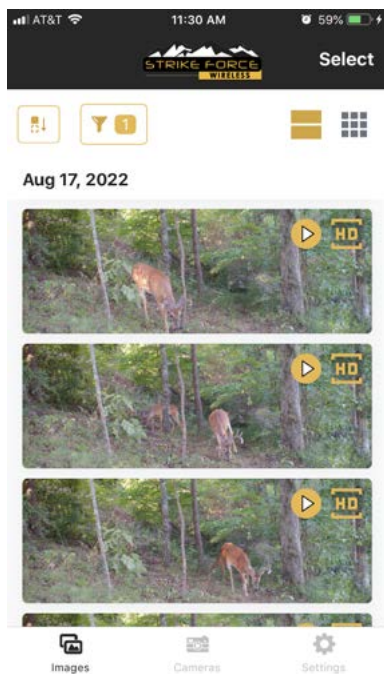 AT&T 11:30 AM 59%
STRIKE FORCE
WIRELESS
Select
1
Aug 17, 2022
HD
HD
HD
Images Cameras Settings